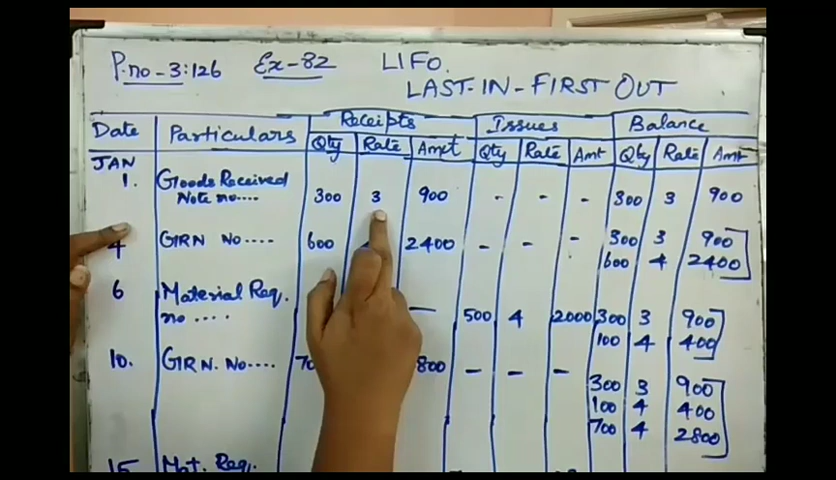 P.no-3:126 Ex-82 LIFO.
LAST-IN-FIRST OUT
Receipts Issues Balance
Date Particulars Qty Rate Amet Qty Rate Amt Qty Rate Amt
JAN
1. Goods Received 300 3 900 - - - 300 3 900
Note no....
4 GIRN NO.... 600 2400 - - - 300 3 900
600 4 2400
6 Material Req. — 500 4 2000 300 3 900
no .... 100 4 400
10. GIRN. NO.... 800 - - - 300 3 900
100 4 400
700 4 2800
15 Mat. Req.